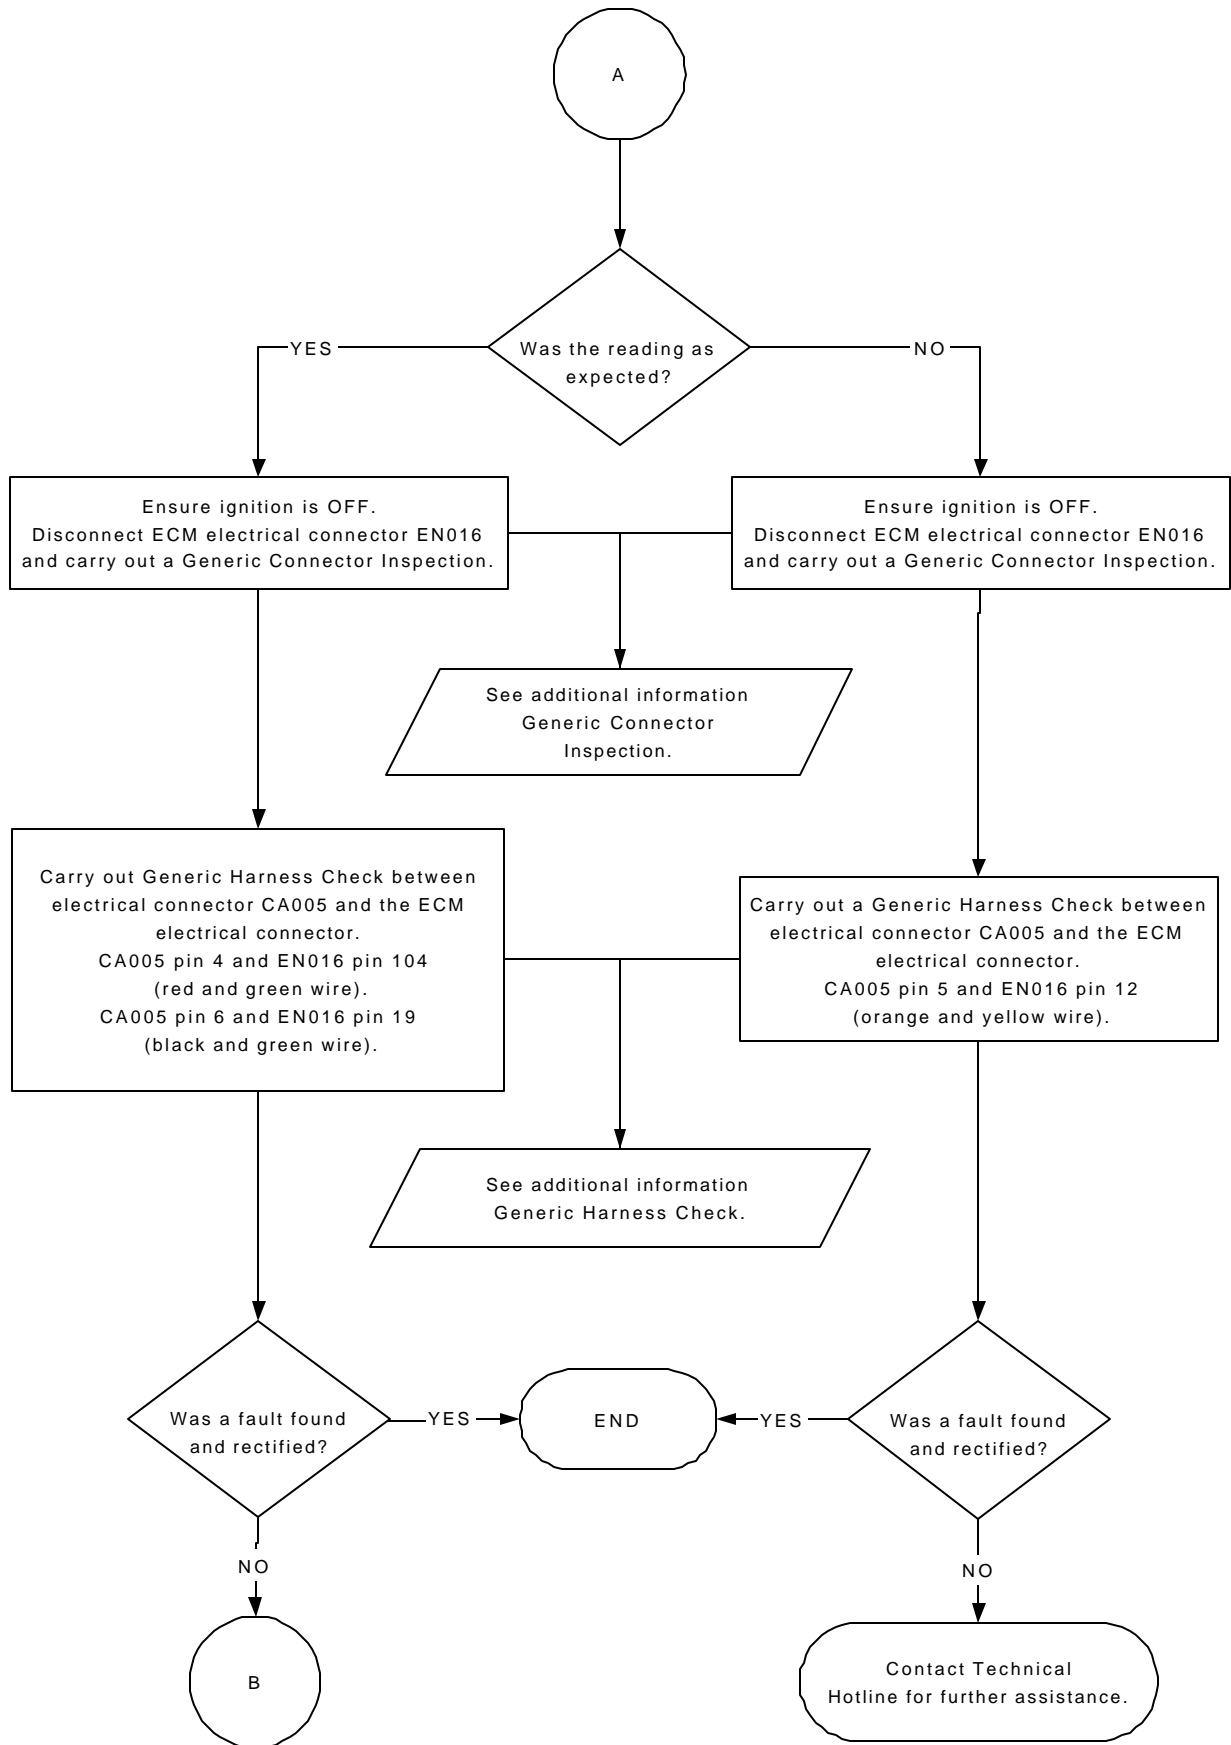 A
Was the reading as
expected?
YES
NO
Ensure ignition is OFF.
Disconnect ECM electrical connector EN016
and carry out a Generic Connector Inspection.
Ensure ignition is OFF.
Disconnect ECM electrical connector EN016
and carry out a Generic Connector Inspection.
See additional information
Generic Connector
Inspection.
Carry out Generic Harness Check between
electrical connector CA005 and the ECM
electrical connector.
CA005 pin 4 and EN016 pin 104
(red and green wire).
CA005 pin 6 and EN016 pin 19
(black and green wire).
Carry out a Generic Harness Check between
electrical connector CA005 and the ECM
electrical connector.
CA005 pin 5 and EN016 pin 12
(orange and yellow wire).
See additional information
Generic Harness Check.
Was a fault found
and rectified?
YES
END
YES
Was a fault found
and rectified?
NO
NO
B
Contact Technical
Hotline for further assistance.